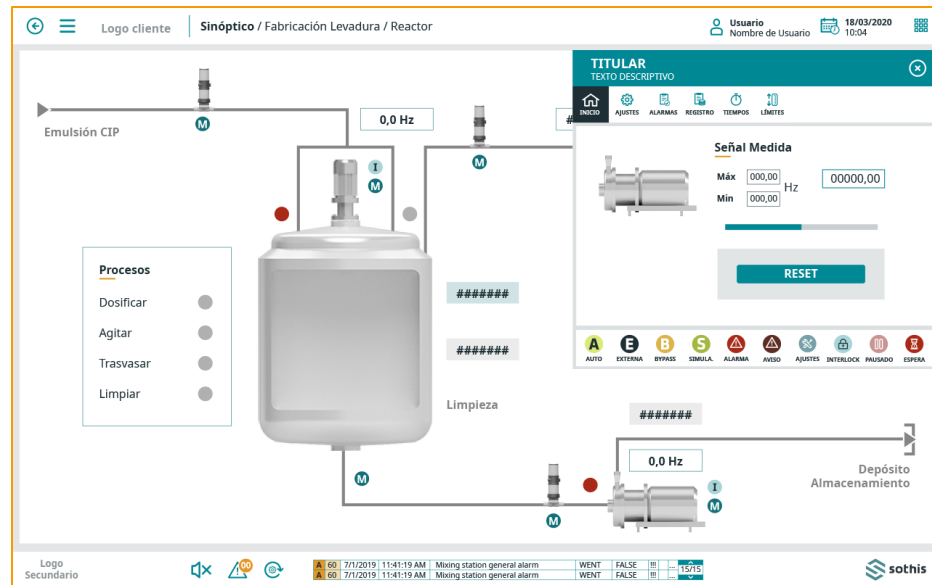 Logo cliente
Sinóptico / Fabricación Levadura / Reactor
Usuario
Nombre de Usuario
18/03/2020
10:04
TITULAR
TEXTO DESCRIPTIVO
INICIO AJUSTES ALARMAS REGISTRO TIEMPOS LÍMITES
Señal Medida
Máx 000,00 Hz 00000,00
Min 000,00
RESET
A E B S
AUTO EXTERNA BYPASS SIMULA. ALARMA AVISO AJUSTES INTERLOCK PAUSADO ESPERA
Emulsión CIP
M
0,0 Hz
#
M
I
M
Procesos
Dosificar
Agitar
Trasvasar
Limpiar
#######
#######
Limpieza
#######
0,0 Hz
Depósito
Almacenamiento
M
I
M
M
Logo
Secundario
00
A 60 7/1/2019 11:41:19 AM Mixing station general alarm WENT FALSE !!! ...
A 60 7/1/2019 11:41:19 AM Mixing station general alarm WENT FALSE !!! ...
15/15
sothis